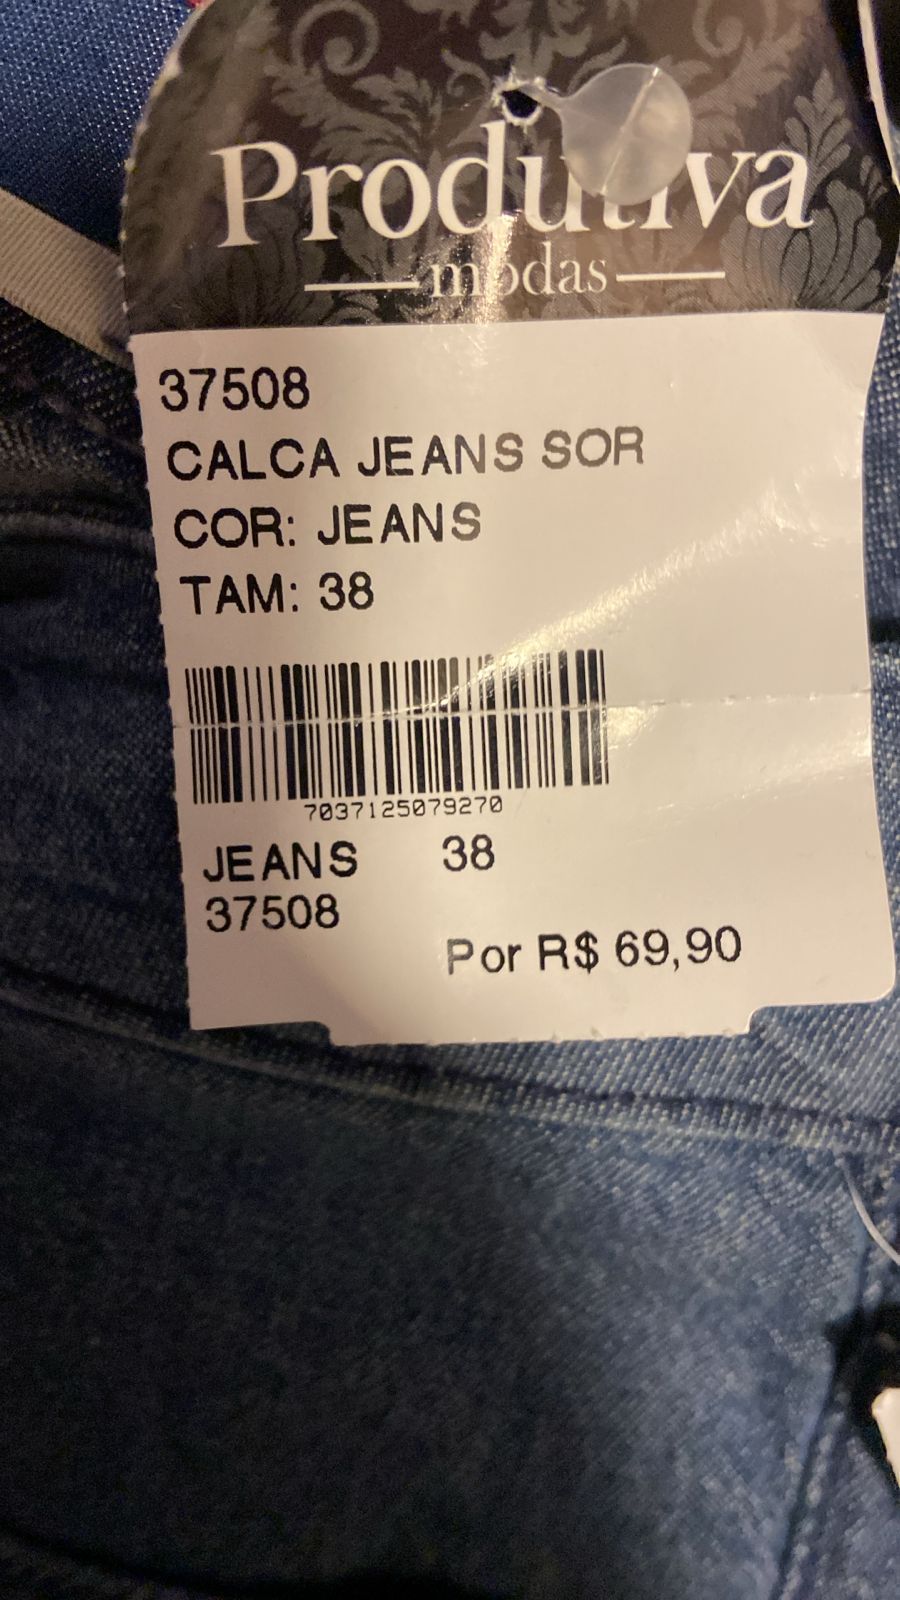 Produtiva
modas
37508
CALCA JEANS SOR
COR: JEANS
TAM: 38
7037125079270
JEANS 38
37508
Por R$ 69,90